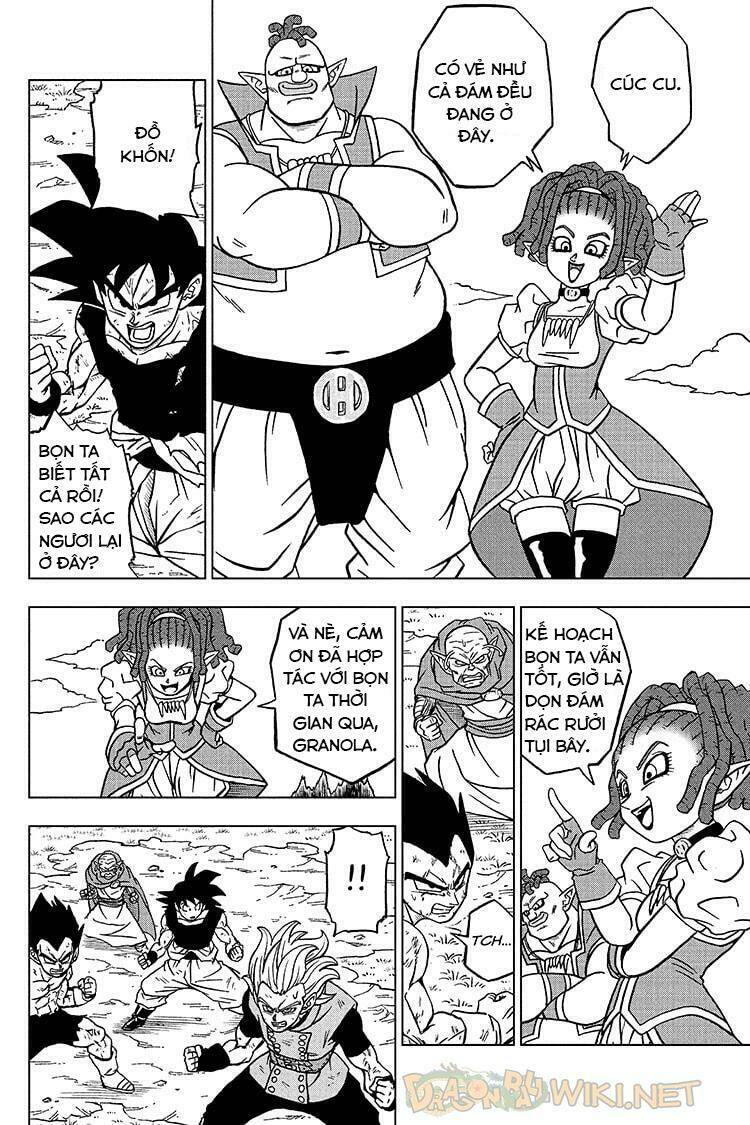 CÚC CU.
CÓ VẺ NHƯ
CẢ ĐÁM ĐỀU
ĐANG Ở
ĐÂY.
ĐỒ
KHỐN!
BỌN TA
BIẾT TẤT
CẢ RỒI!
SAO CÁC
NGƯƠI LẠI
Ở ĐÂY?
KẾ HOẠCH
BỌN TA VẪN
TỐT, GIỜ LÀ
DỌN ĐÁM
RÁC RƯỞI
TỤI BÂY.
TCH...
VÀ NÈ, CẢM
ƠN ĐÃ HỢP
TÁC VỚI BỌN
TA THỜI
GIAN QUA,
GRANOLA.
!!
DRAGONBALLWIKI.NET